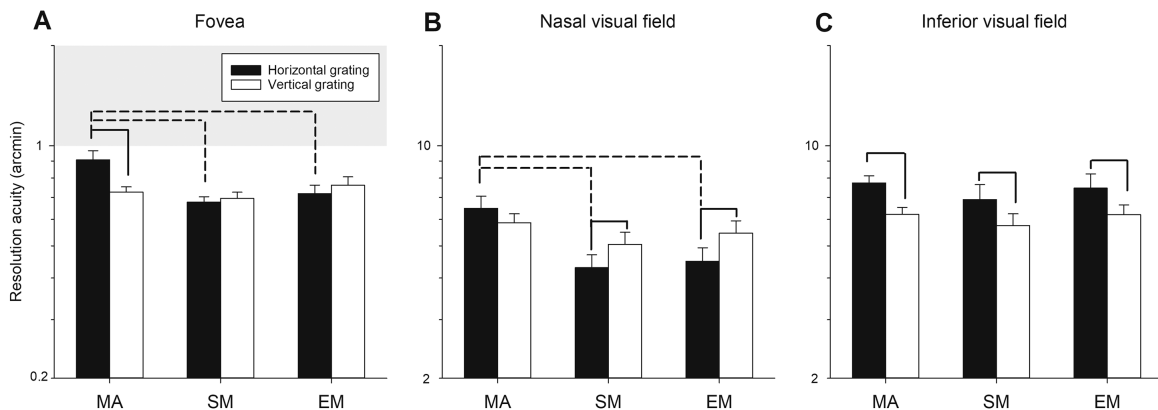 A
Fovea
Horizontal grating
Vertical grating
Resolution acuity (arcmin)
1
0.2
MA
SM
EM
B
Nasal visual field
10
2
MA
SM
EM
C
Inferior visual field
10
2
MA
SM
EM